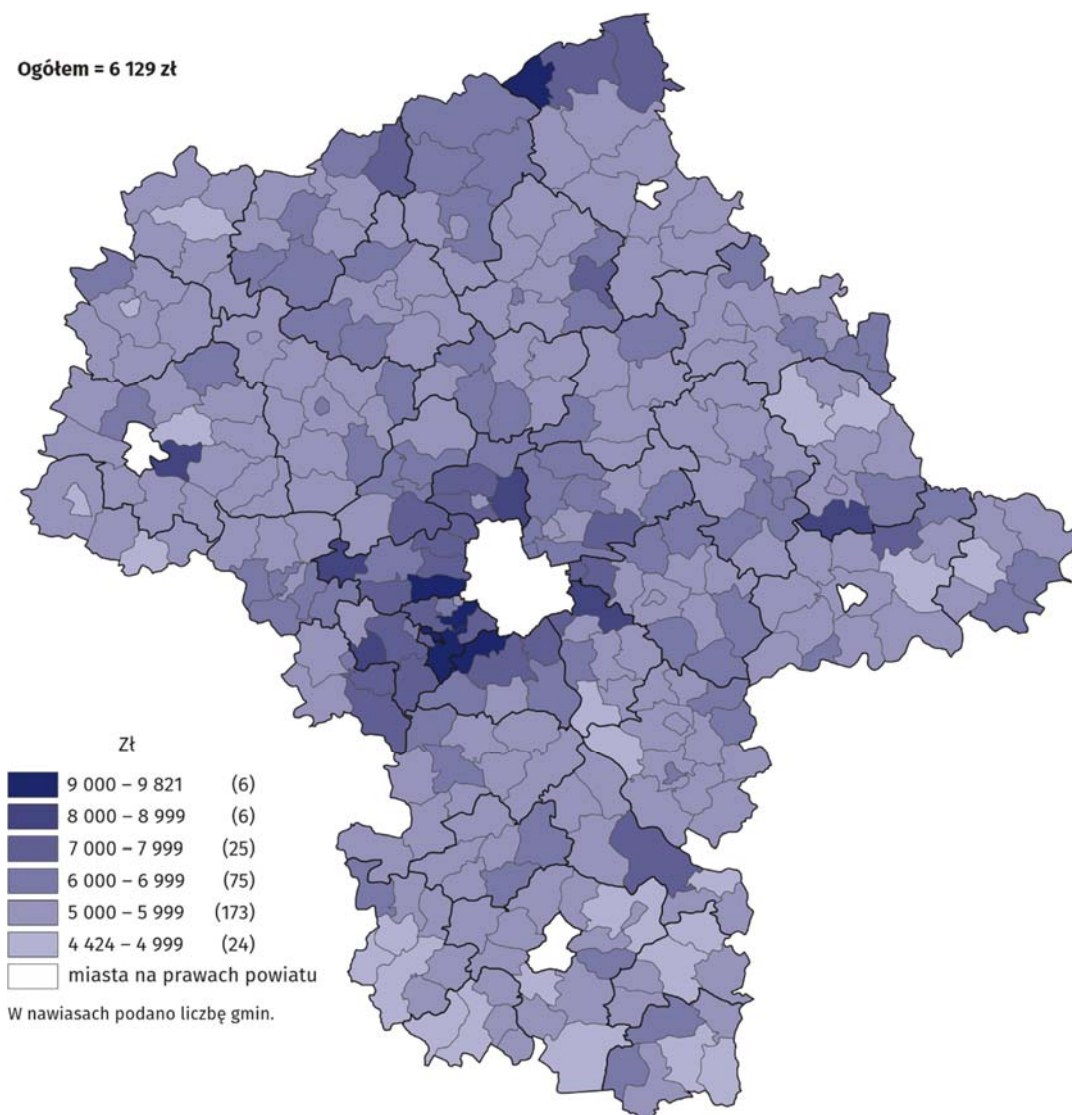 Ogółem = 6 129 zł
Zł
9 000 – 9 821 (6)
8 000 – 8 999 (6)
7 000 – 7 999 (25)
6 000 – 6 999 (75)
5 000 – 5 999 (173)
4 424 – 4 999 (24)
miasta na prawach powiatu
W nawiasach podano liczbę gmin.